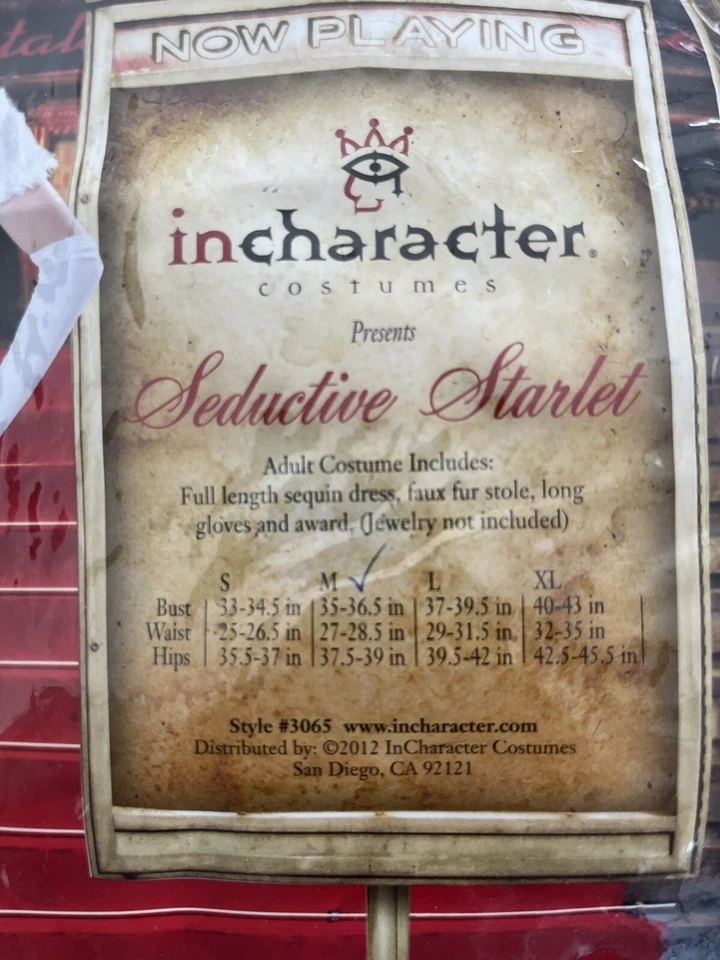 NOW PLAYING
incharacter®
costumes
Presents
Seductive Starlet
Adult Costume Includes:
Full length sequin dress, faux fur stole, long
gloves and award. (Jewelry not included)
S M ✓ L XL
Bust 33-34.5 in 35-36.5 in 37-39.5 in 40-43 in
Waist 25-26.5 in 27-28.5 in 29-31.5 in 32-35 in
Hips 35.5-37 in 37.5-39 in 39.5-42 in 42.5-45.5 in
Style #3065 www.incharacter.com
Distributed by: ©2012 InCharacter Costumes
San Diego, CA 92121